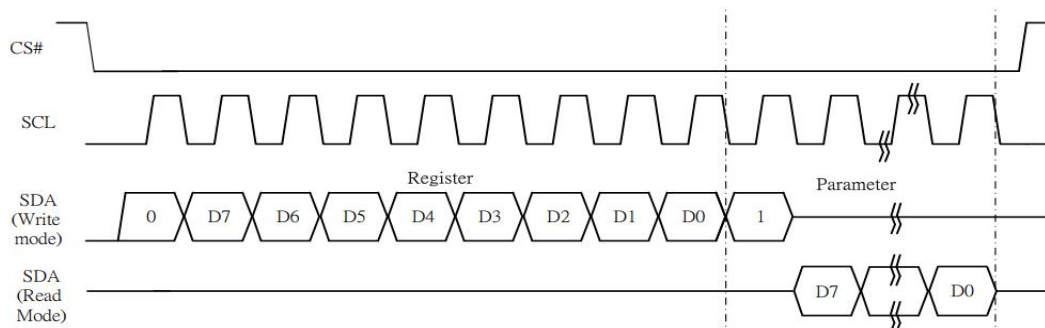 CS#
SCL
Register
Parameter
SDA
(Write
mode)
0 D7 D6 D5 D4 D3 D2 D1 D0 1
SDA
(Read
Mode)
D7 D0